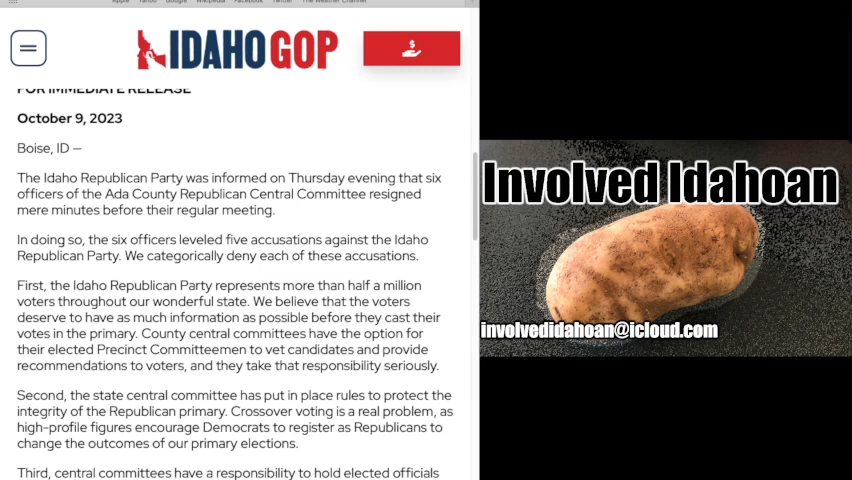 Apple Yahoo Google Wikipedia Facebook Twitter The Weather Channel
IDAHO GOP
$
FOR IMMEDIATE RELEASE
October 9, 2023
Boise, ID —
The Idaho Republican Party was informed on Thursday evening that six
officers of the Ada County Republican Central Committee resigned
mere minutes before their regular meeting.
In doing so, the six officers leveled five accusations against the Idaho
Republican Party. We categorically deny each of these accusations.
First, the Idaho Republican Party represents more than half a million
voters throughout our wonderful state. We believe that the voters
deserve to have as much information as possible before they cast their
votes in the primary. County central committees have the option for
their elected Precinct Committeemen to vet candidates and provide
recommendations to voters, and they take that responsibility seriously.
Second, the state central committee has put in place rules to protect the
integrity of the Republican primary. Crossover voting is a real problem, as
high-profile figures encourage Democrats to register as Republicans to
change the outcomes of our primary elections.
Third, central committees have a responsibility to hold elected officials
Involved Idahoan
involvedidahoan@icloud.com